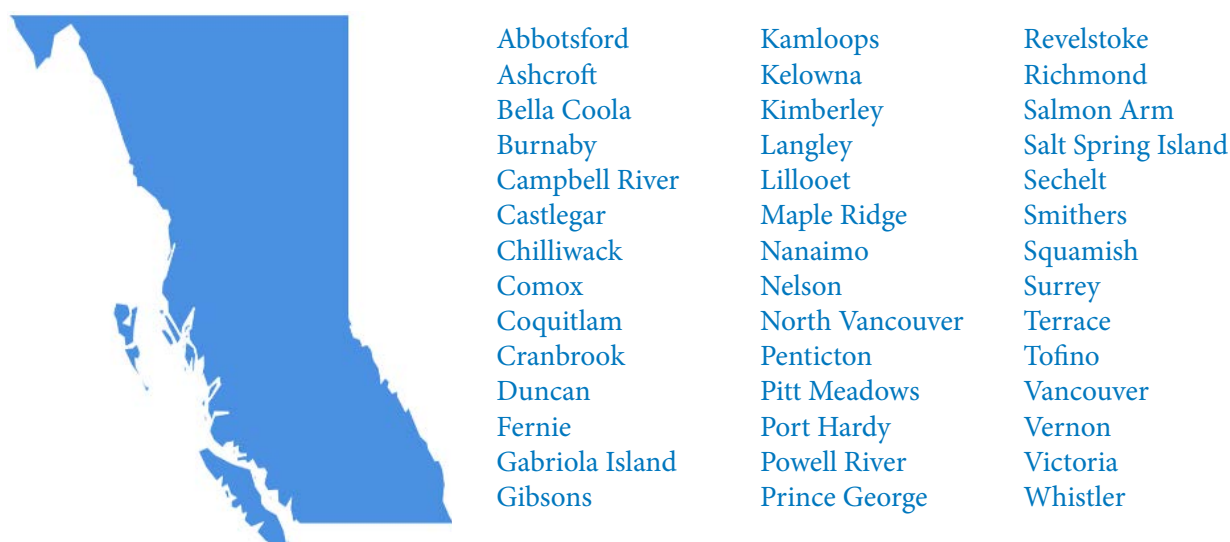 Abbotsford
Ashcroft
Bella Coola
Burnaby
Campbell River
Castlegar
Chilliwack
Comox
Coquitlam
Cranbrook
Duncan
Fernie
Gabriola Island
Gibsons
Kamloops
Kelowna
Kimberley
Langley
Lillooet
Maple Ridge
Nanaimo
Nelson
North Vancouver
Penticton
Pitt Meadows
Port Hardy
Powell River
Prince George
Revelstoke
Richmond
Salmon Arm
Salt Spring Island
Sechelt
Smithers
Squamish
Surrey
Terrace
Tofino
Vancouver
Vernon
Victoria
Whistler